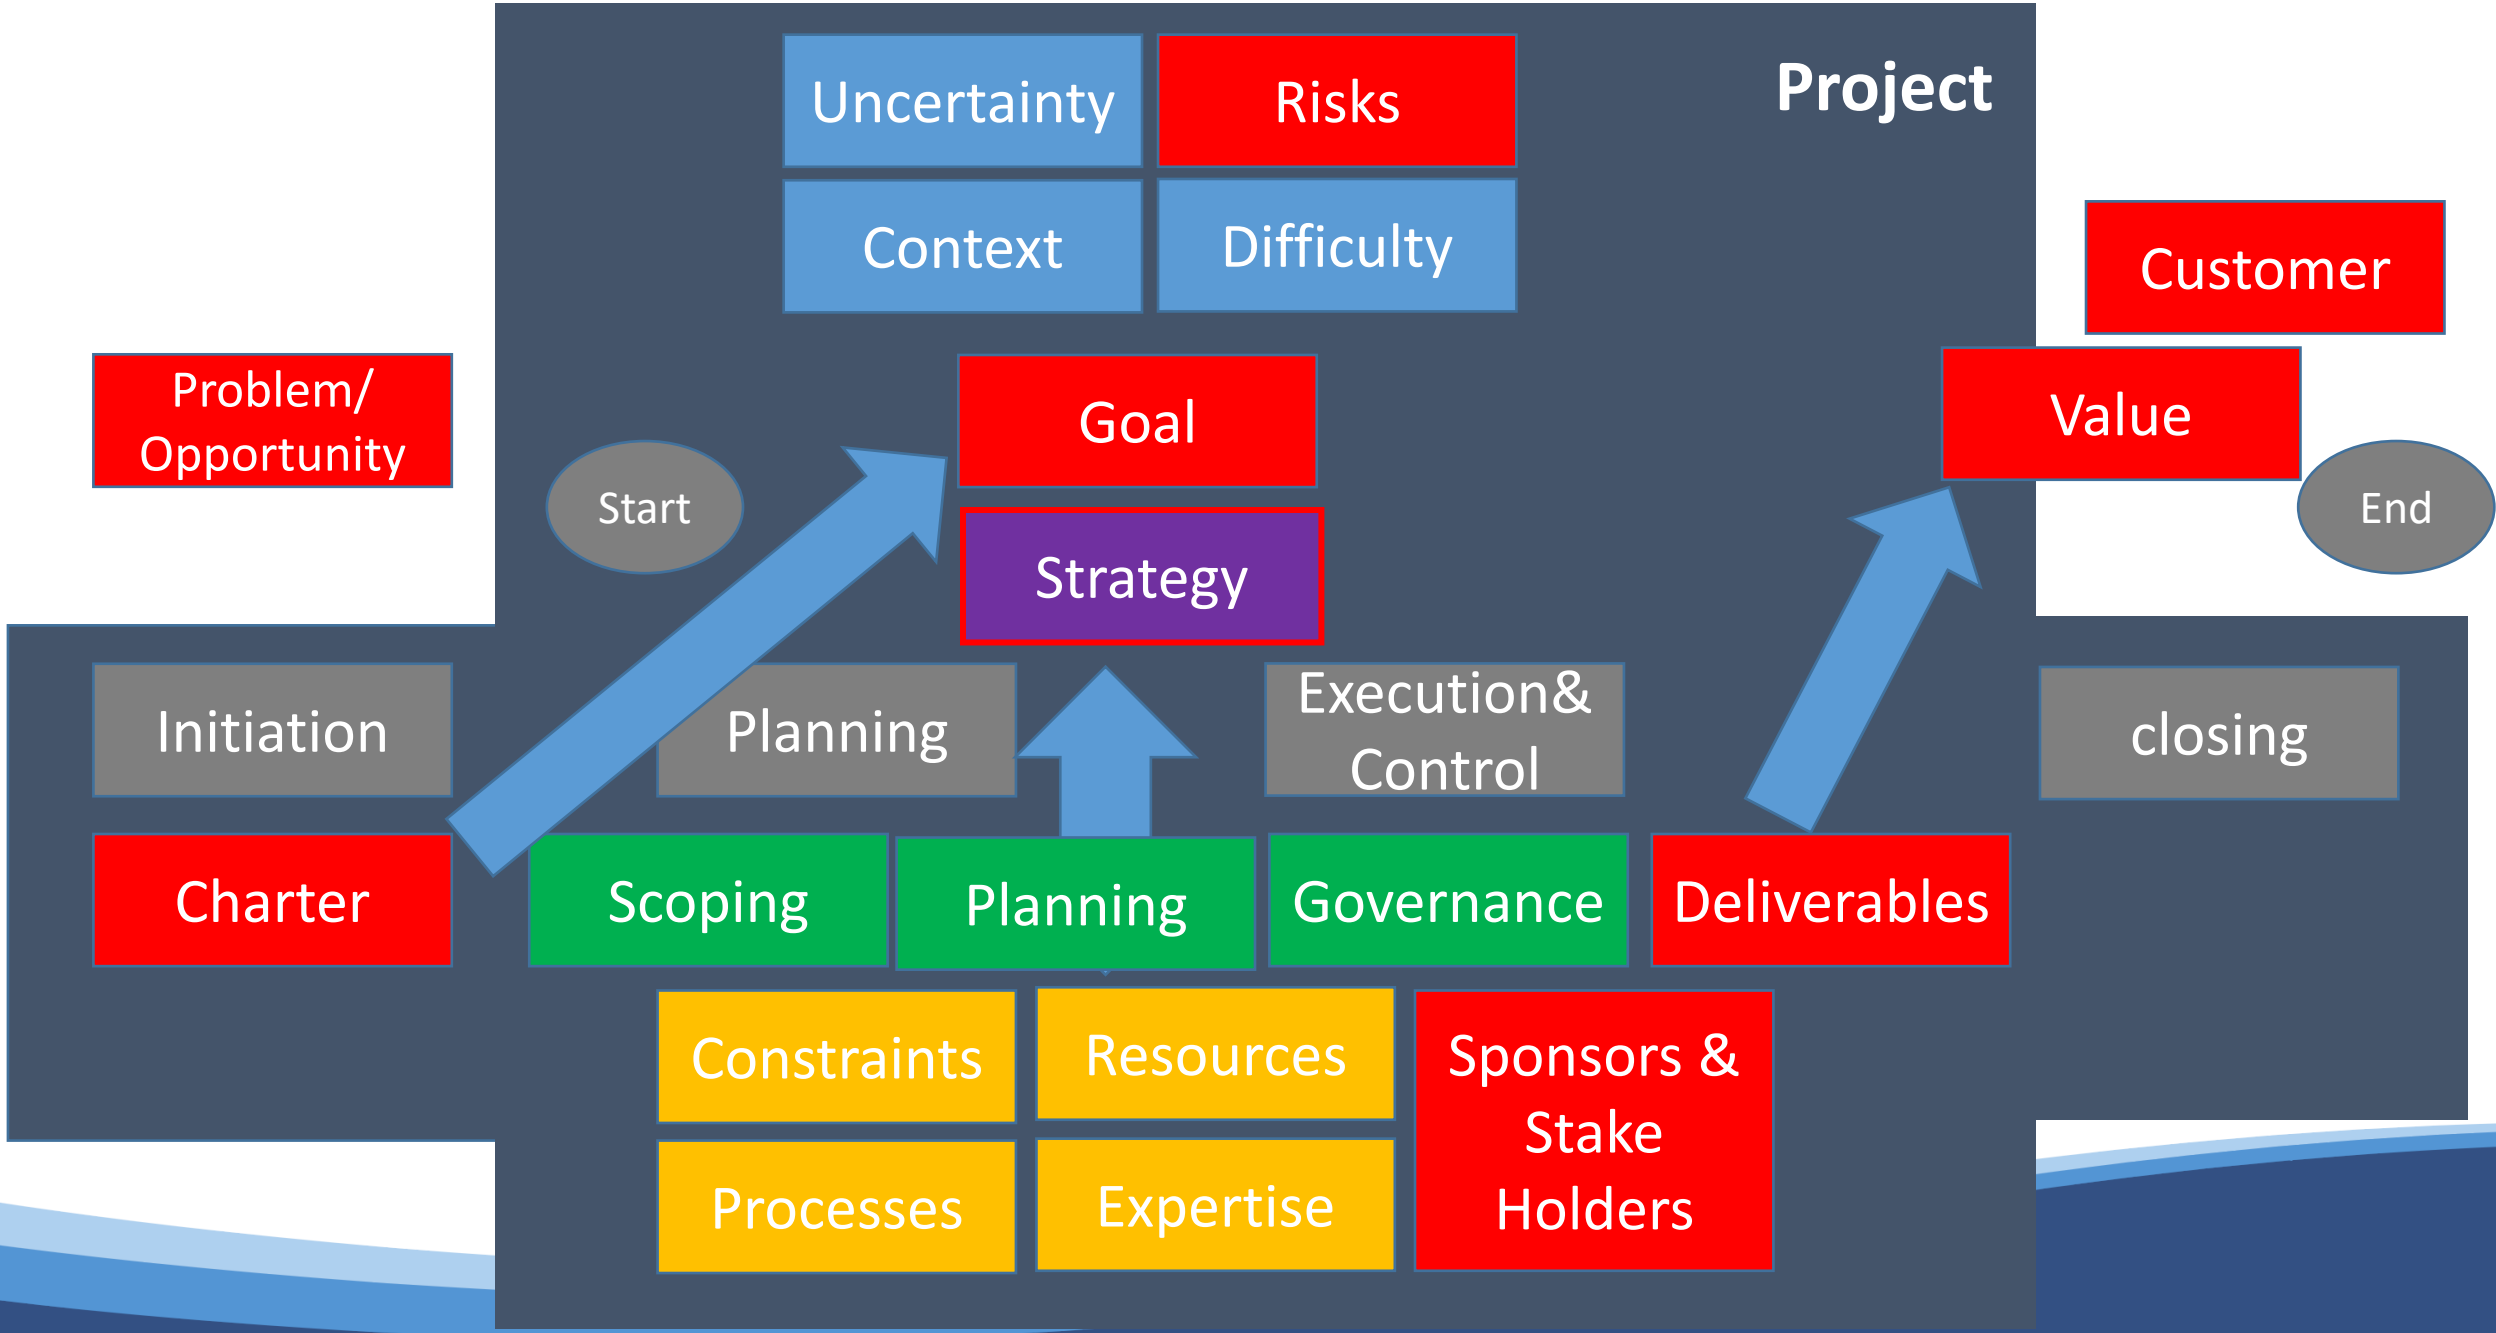 Uncertainty
Risks
Project
Context
Difficulty
Customer
Problem/
Opportunity
Goal
Value
Start
End
Strategy
Initiation
Planning
Execution&
Control
closing
Charter
Scoping
Planning
Governance
Deliverables
Constraints
Resources
Sponsors &
Stake
Holders
Processes
Expertise